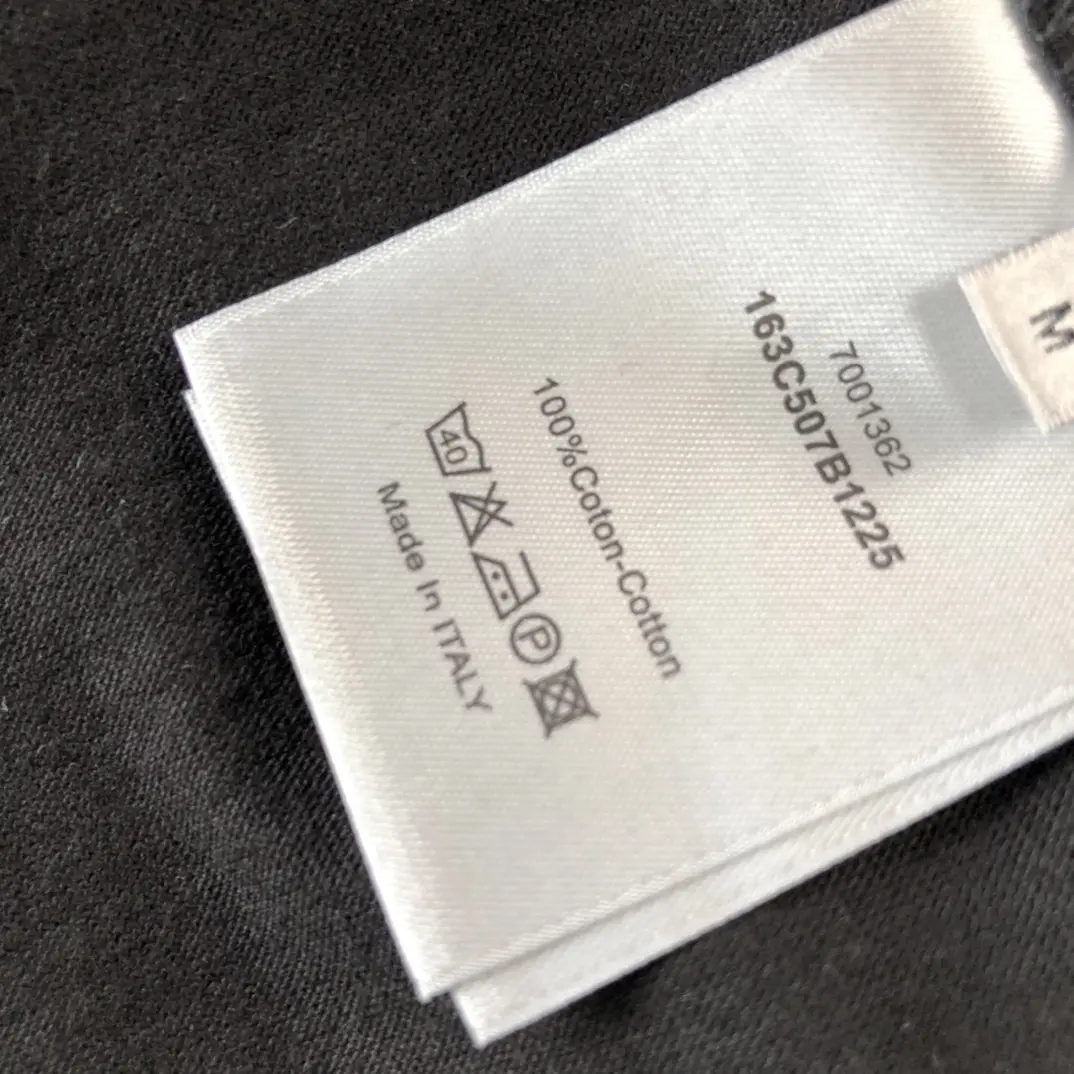 M
7001362
163C507B1225
100%Coton-Cotton
40
P
Made In ITALY